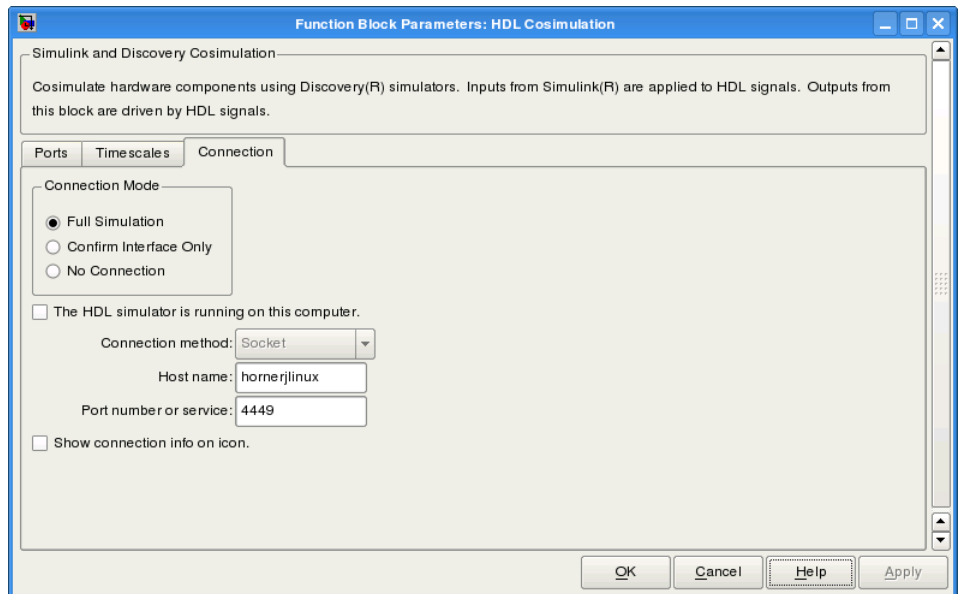 Function Block Parameters: HDL Cosimulation
Simulink and Discovery Cosimulation
Cosimulate hardware components using Discovery(R) simulators. Inputs from Simulink(R) are applied to HDL signals. Outputs from
this block are driven by HDL signals.
Ports Timescales Connection
Connection Mode
Full Simulation
Confirm Interface Only
No Connection
The HDL simulator is running on this computer.
Connection method: Socket
Host name: hornerjlinux
Port number or service: 4449
Show connection info on icon.
OK Cancel Help Apply